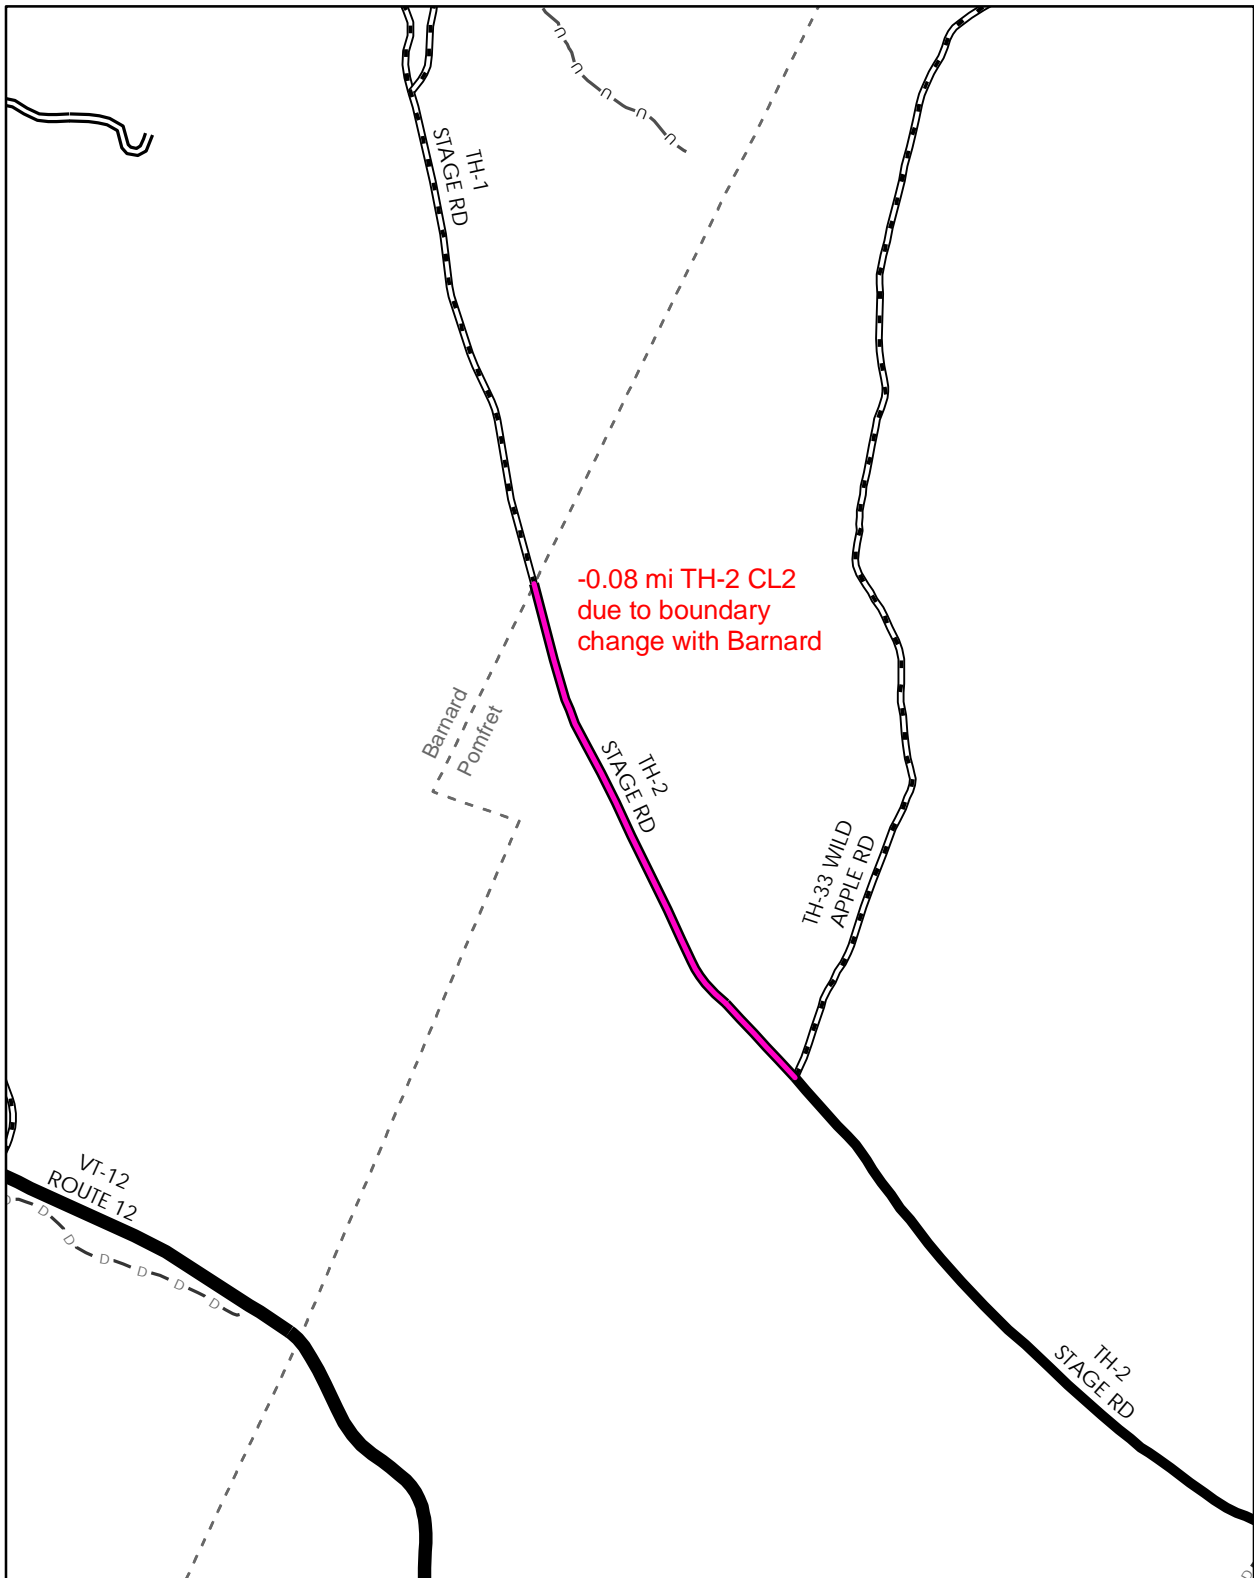 TH-1
STAGE RD
-0.08 mi TH-2 CL2
due to boundary
change with Barnard
Barnard
Pomfret
TH-2
STAGE RD
TH-33 WILD
APPLE RD
VT-12
ROUTE 12
D D D D D D D
TH-2
STAGE RD
D